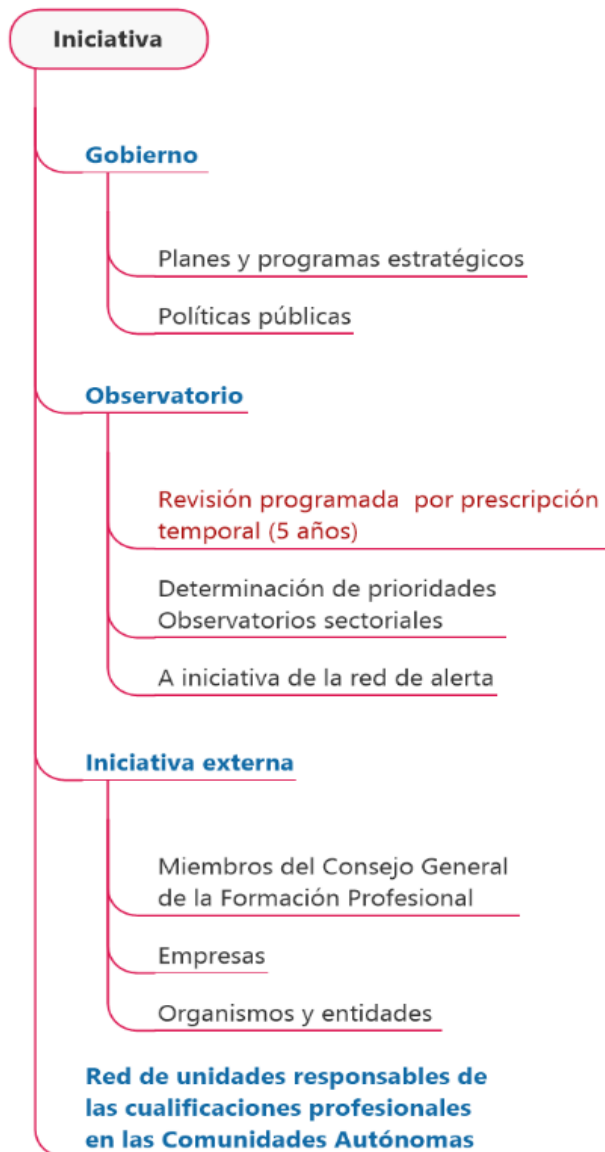 Iniciativa
Gobierno
Planes y programas estratégicos
Políticas públicas
Observatorio
Revisión programada por prescripción
temporal (5 años)
Determinación de prioridades
Observatorios sectoriales
A iniciativa de la red de alerta
Iniciativa externa
Miembros del Consejo General
de la Formación Profesional
Empresas
Organismos y entidades
Red de unidades responsables de
las cualificaciones profesionales
en las Comunidades Autónomas